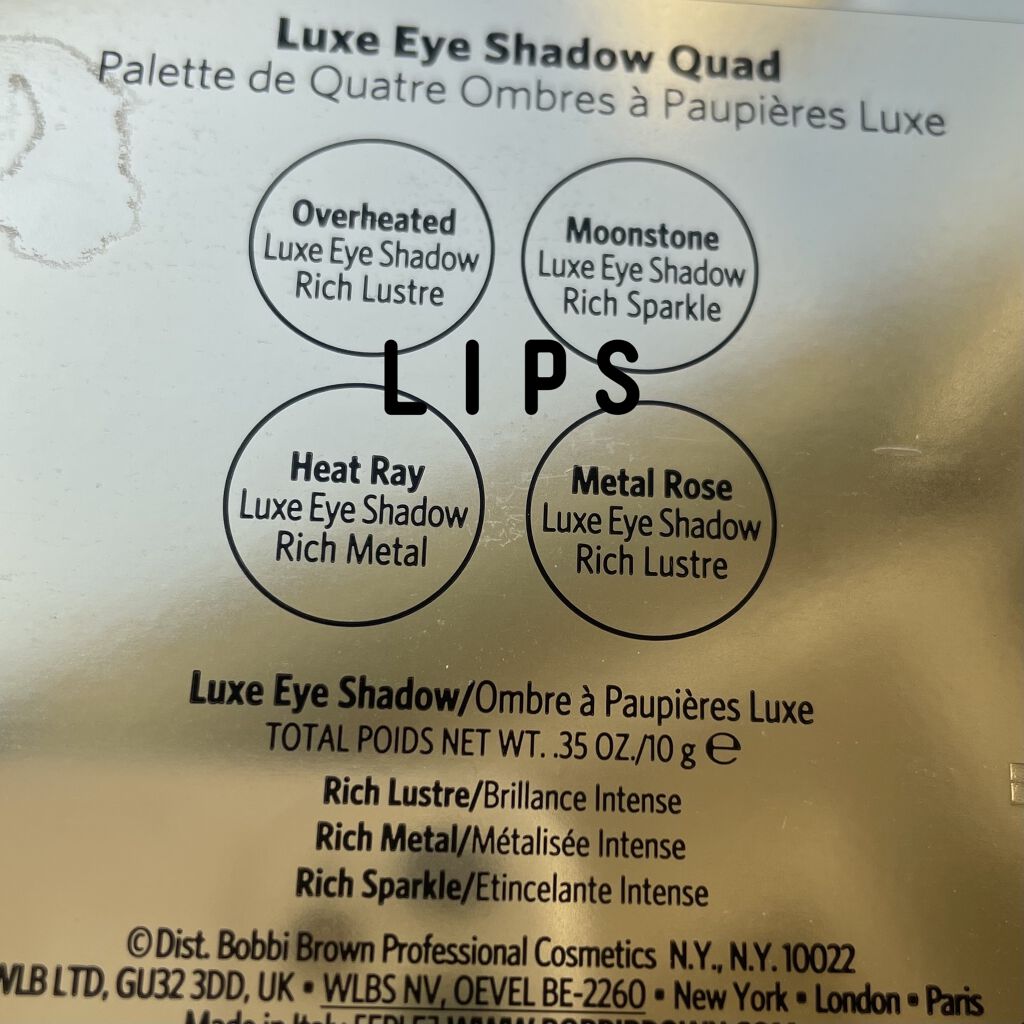 Luxe Eye Shadow Quad
Palette de Quatre Ombres à Paupières Luxe
Overheated
Luxe Eye Shadow
Rich Lustre
Moonstone
Luxe Eye Shadow
Rich Sparkle
LIPS
Heat Ray
Luxe Eye Shadow
Rich Metal
Metal Rose
Luxe Eye Shadow
Rich Lustre
Luxe Eye Shadow/Ombre à Paupières Luxe
TOTAL POIDS NET WT. .35 OZ./10 g ℮
Rich Lustre/Brillance Intense
Rich Metal/Métalisée Intense
Rich Sparkle/Etincelante Intense
©Dist. Bobbi Brown Professional Cosmetics N.Y., N.Y. 10022
WLB LTD, GU32 3DD, UK • WLBS NV, OEVEL BE-2260 • New York • London • Paris
Made in Italy